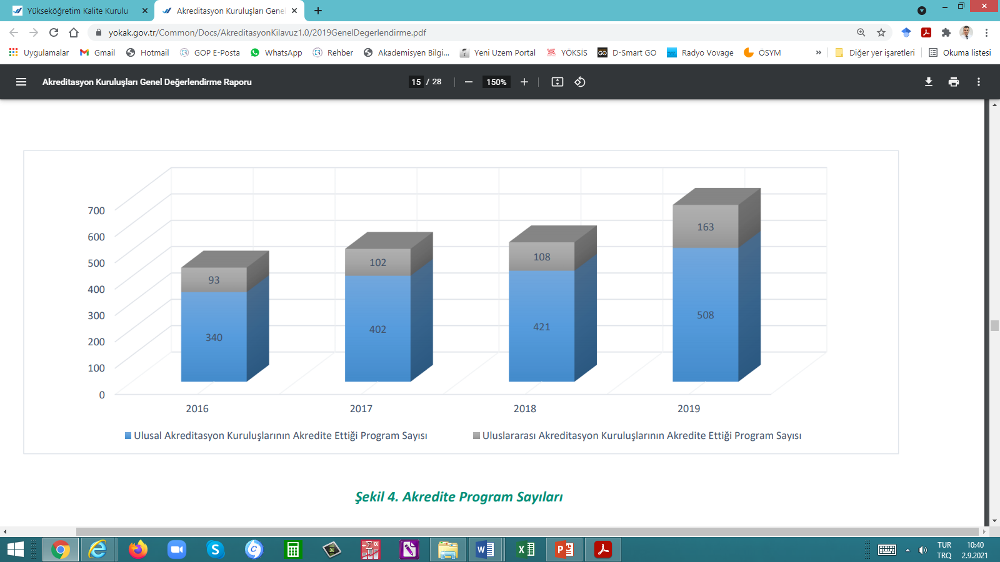 Yükseköğretim Kalite Kurulu
Akreditasyon Kuruluşları Genel
yokak.gov.tr/Common/Docs/AkreditasyonKilavuz1.0/2019GenelDegerlendirme.pdf
Uygulamalar Gmail Hotmail GOP E-Posta WhatsApp Rehber Akademisyen Bilgi... Yeni Uzem Portal YÖKSİS D-Smart GO Radyo Vovage ÖSYM » Diğer yer işaretleri Okuma listesi
Akreditasyon Kuruluşları Genel Değerlendirme Raporu 15 / 28 150%
700
600
500
400
300
200
100
0
93
340
102
402
108
421
163
508
2016 2017 2018 2019
Ulusal Akreditasyon Kuruluşlarının Akredite Ettiği Program Sayısı
Uluslararası Akreditasyon Kuruluşlarının Akredite Ettiği Program Sayısı
Şekil 4. Akredite Program Sayıları
TUR 10:40
TRQ 2.9.2021